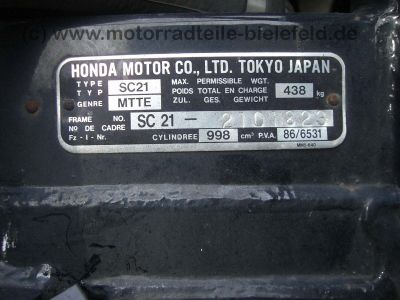 (c) www.motorradteile-bielefeld.de
HONDA MOTOR CO., LTD. TOKYO JAPAN
TYPE SC21 MAX. PERMISSIBLE WGT.
TYP POIDS TOTAL EN CHARGE 438 kg
GENRE MTTE ZUL. GES. GEWICHT
FRAME NO. SC 21 – 2101823
NO DE CADRE
Fz - I - Nr. CYLINDREE 998 cm³ P.V.A. 86/6531